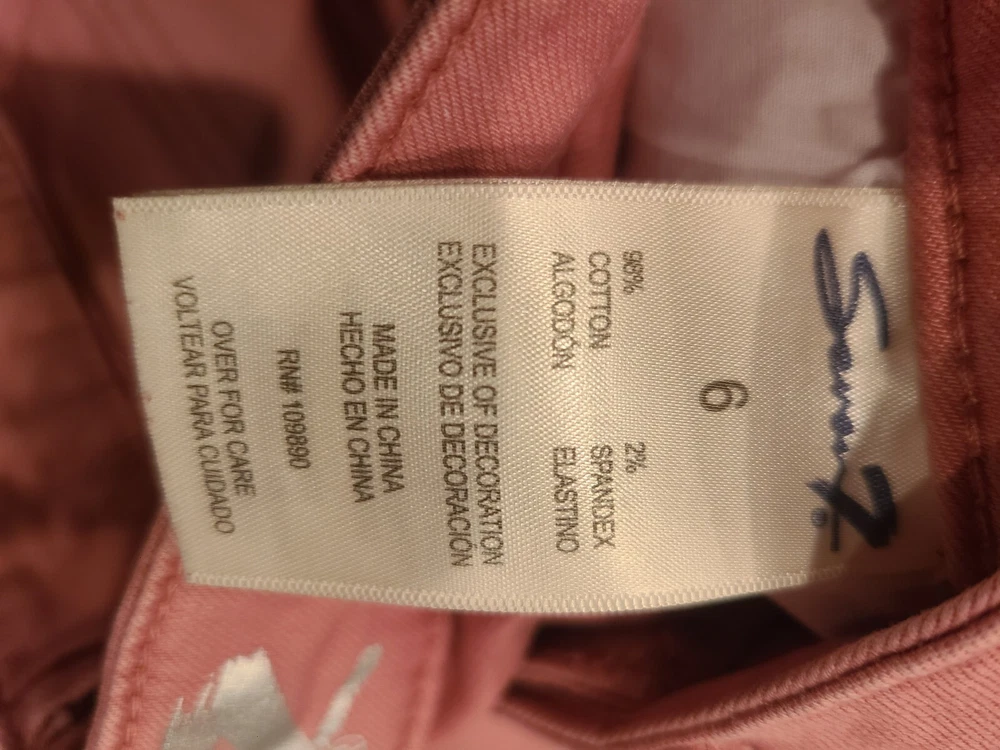 Seven7
6
98% 2%
COTTON SPANDEX
ALGODÓN ELASTINO
EXCLUSIVE OF DECORATION
EXCLUSIVO DE DECORACIÓN
MADE IN CHINA
HECHO EN CHINA
RN# 109890
OVER FOR CARE
VOLTEAR PARA CUIDADO